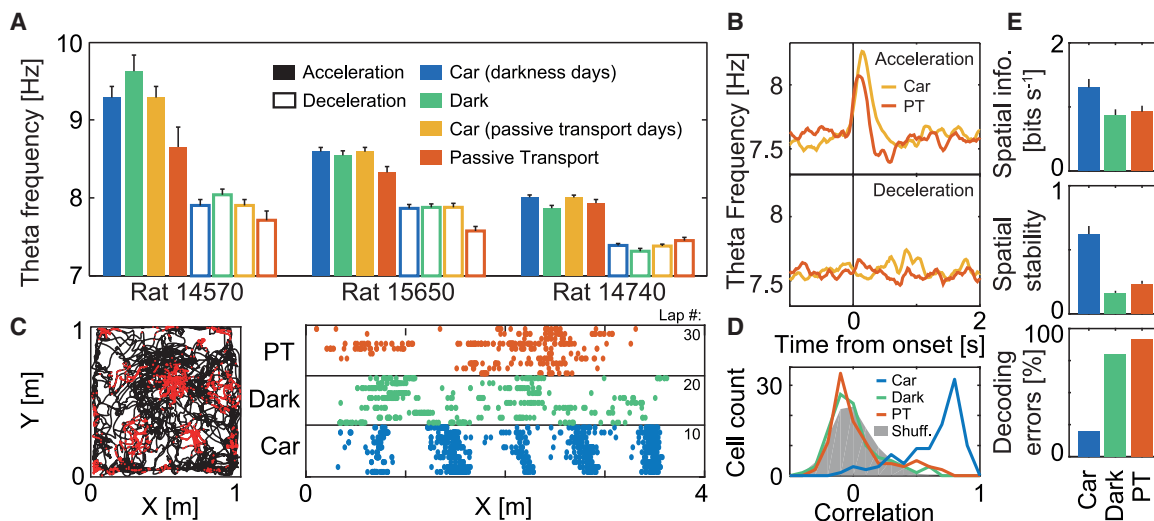 A
Theta frequency [Hz]
10
9
8
7
Acceleration
Deceleration
Car (darkness days)
Dark
Car (passive transport days)
Passive Transport
Rat 14570
Rat 15650
Rat 14740
B
Theta Frequency [Hz]
8
7.5
Acceleration
Car
PT
8
7.5
Deceleration
0
2
Time from onset [s]
C
Y [m]
1
0
0
1
X [m]
Lap #:
PT
30
Dark
20
Car
10
0
4
X [m]
D
Cell count
30
0
Car
Dark
PT
Shuff.
0
1
Correlation
E
Spatial info.
[bits s⁻¹]
2
0
Spatial
stability
1
0
Decoding
errors [%]
100
0
Car
Dark
PT